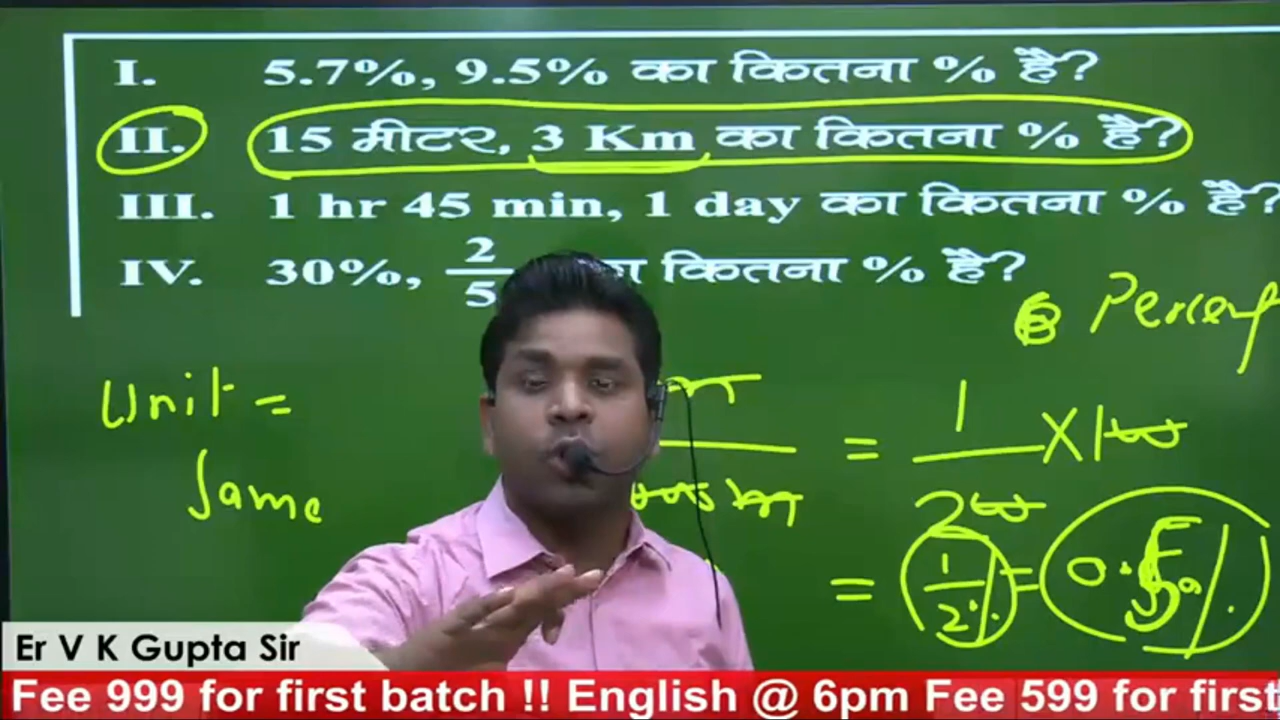 I. 5.7%, 9.5% का कितना % है?
II. 15 मीटर, 3 Km का कितना % है?
III. 1 hr 45 min, 1 day का कितना % है?
IV. 30%, 2/5 कितना % है?
Percent
Unit =
Same
m = 1 × 100
m 200
= 1/2 % = 0.5 %
Er V K Gupta Sir
Fee 999 for first batch !! English @ 6pm Fee 599 for first